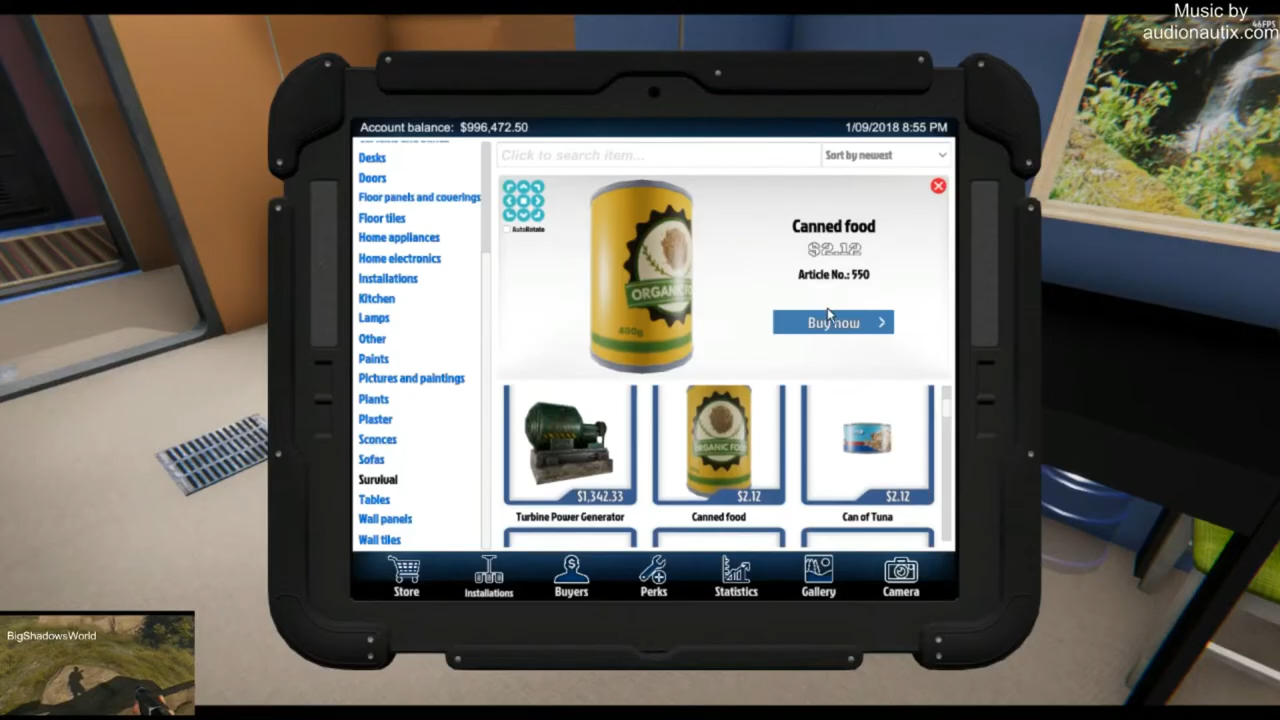 Music by
audionautix.com
46FPS
Account balance: $996,472.50
1/09/2018 8:55 PM
Desks
Doors
Floor panels and coverings
Floor tiles
Home appliances
Home electronics
Installations
Kitchen
Lamps
Other
Paints
Pictures and paintings
Plants
Plaster
Sconces
Sofas
Survival
Tables
Wall panels
Wall tiles
Click to search item...
Sort by newest
AutoRotate
ORGANIC
400g
Canned food
$2.12
Article No.: 550
Buy now
ORGANIC FOOD
$1,342.33
$2.12
$2.12
Turbine Power Generator
Canned food
Can of Tuna
Store
Installations
Buyers
Perks
Statistics
Gallery
Camera
BigShadowsWorld